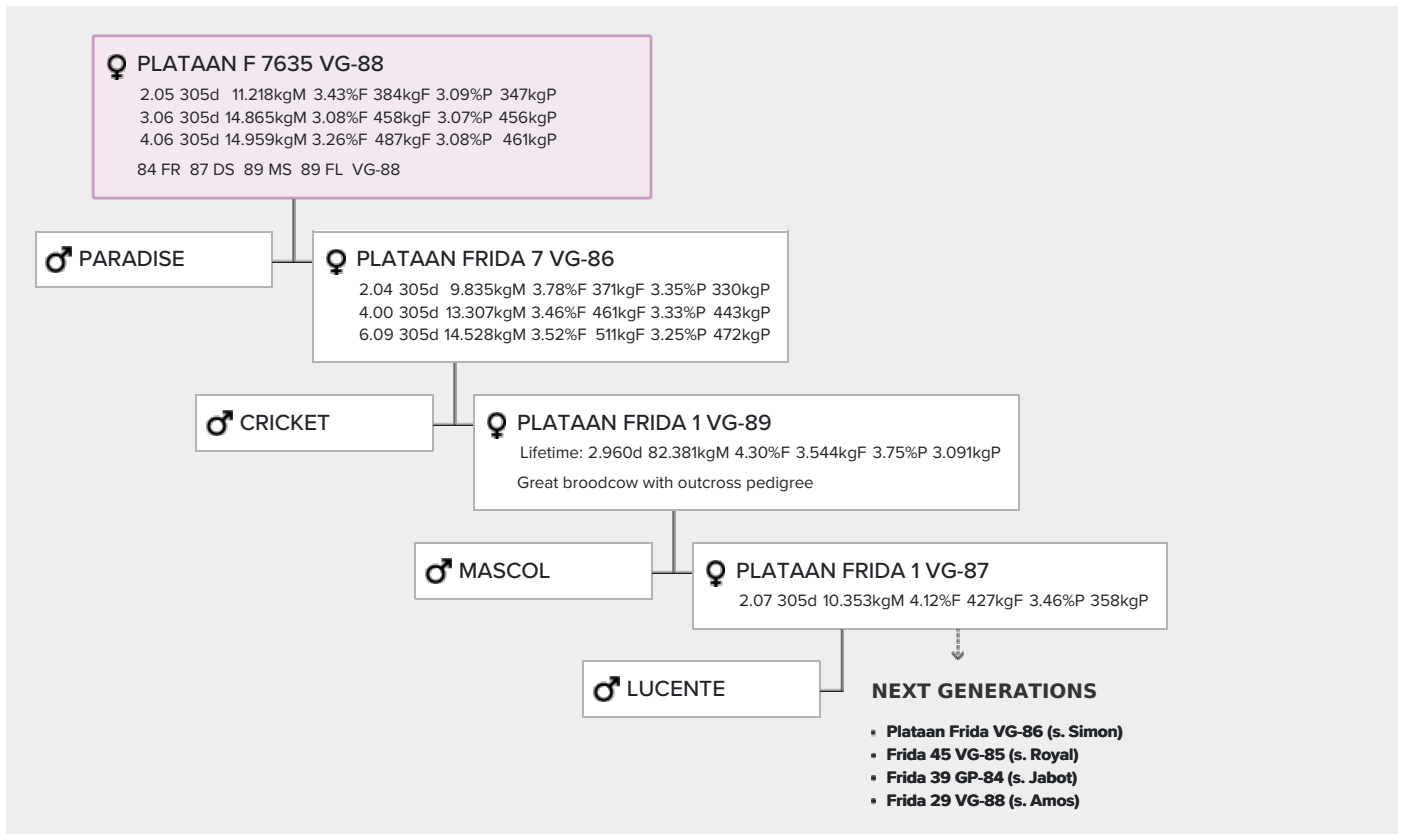 PLATAAN F 7635 VG-88
2.05 305d 11.218kgM 3.43%F 384kgF 3.09%P 347kgP
3.06 305d 14.865kgM 3.08%F 458kgF 3.07%P 456kgP
4.06 305d 14.959kgM 3.26%F 487kgF 3.08%P 461kgP
84 FR 87 DS 89 MS 89 FL VG-88
PARADISE
PLATAAN FRIDA 7 VG-86
2.04 305d 9.835kgM 3.78%F 371kgF 3.35%P 330kgP
4.00 305d 13.307kgM 3.46%F 461kgF 3.33%P 443kgP
6.09 305d 14.528kgM 3.52%F 511kgF 3.25%P 472kgP
CRICKET
PLATAAN FRIDA 1 VG-89
Lifetime: 2.960d 82.381kgM 4.30%F 3.544kgF 3.75%P 3.091kgP
Great broodcow with outcross pedigree
MASCOL
PLATAAN FRIDA 1 VG-87
2.07 305d 10.353kgM 4.12%F 427kgF 3.46%P 358kgP
LUCENTE
NEXT GENERATIONS
Plataan Frida VG-86 (s. Simon)
Frida 45 VG-85 (s. Royal)
Frida 39 GP-84 (s. Jabot)
Frida 29 VG-88 (s. Amos)